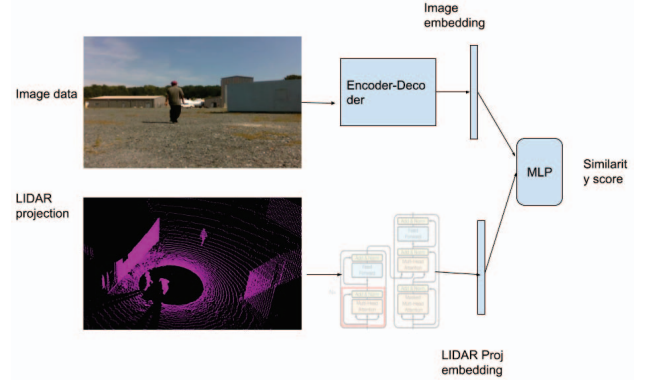 Image
embedding
Image data
Encoder-Deco
der
MLP
Similarit
y score
LIDAR
projection
LIDAR Proj
embedding